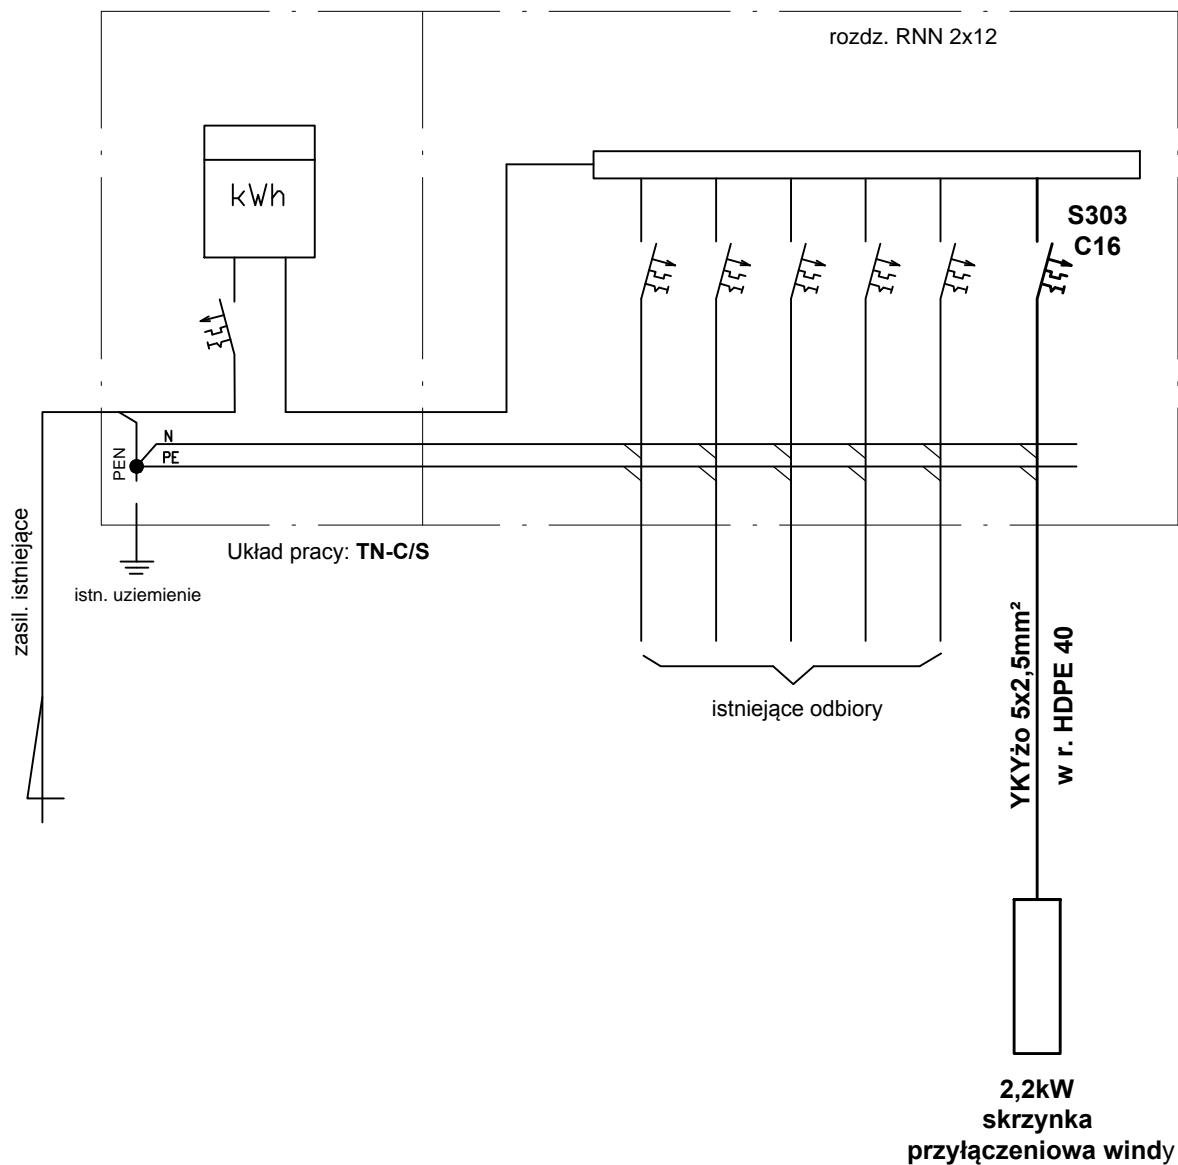 rozdz. RNN 2x12
kWh
S303
C16
N
PE
PEN
Układ pracy: TN-C/S
istn. uziemienie
zasil. istniejące
istniejące odbiory
YKYżo 5x2,5mm²
w r. HDPE 40
2,2kW
skrzynka
przyłączeniowa windy